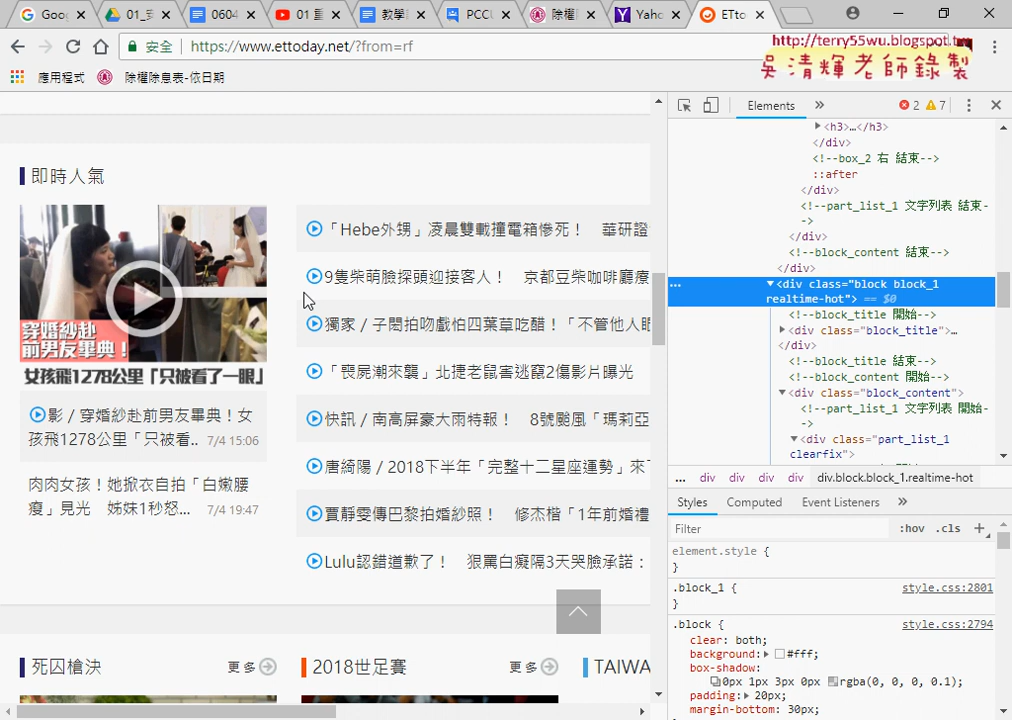 Goog
01_
0604
01 重
教學
PCCU
除權
Yaho
ETto
安全
https://www.ettoday.net/?from=rf
http://terry55wu.blogspot.tw
吳清輝老師錄製
應用程式
除權除息表-依日期
即時人氣
穿婚紗赴
前男友畢典!
女孩飛1278公里「只被看了一眼」
影／穿婚紗赴前男友畢典！女
孩飛1278公里「只被看.. 7/4 15:06
肉肉女孩！她掀衣自拍「白嫩腰
瘦」見光　姊妹1秒怒... 7/4 19:47
「Hebe外甥」凌晨雙載撞電箱慘死！　華研證
9隻柴萌臉探頭迎接客人！　京都豆柴咖啡廳療
獨家／子閎拍吻戲怕四葉草吃醋！「不管他人眼
「喪屍潮來襲」北捷老鼠害逃竄2傷影片曝光
快訊／南高屏豪大雨特報！　8號颱風「瑪莉亞
唐綺陽／2018下半年「完整十二星座運勢」來了
賈靜雯傳巴黎拍婚紗照！　修杰楷「1年前婚禮
Lulu認錯道歉了！　狠罵白癡隔3天哭臉承諾：
死囚槍決
更多
2018世足賽
更多
TAIWA
Elements
2
7
<h3>…</h3>
</div>
<!--box_2 右 結束-->
::after
</div>
<!--part_list_1 文字列表 結束-
->
</div>
<!--block_content 結束-->
</div>
<div class="block block_1
realtime-hot"> == $0
<!--block_title 開始-->
<div class="block_title">…
</div>
<!--block_title 結束-->
<!--block_content 開始-->
<div class="block_content">
<!--part_list_1 文字列表 開始-
->
<div class="part_list_1
clearfix">
... div div div div div.block.block_1.realtime-hot
Styles Computed Event Listeners
Filter
:hov .cls +
element.style {
}
.block_1 {
style.css:2801
}
.block {
style.css:2794
clear: both;
background: #fff;
box-shadow:
0px 1px 3px 0px rgba(0, 0, 0, 0.1);
padding: 20px;
margin-bottom: 30px;